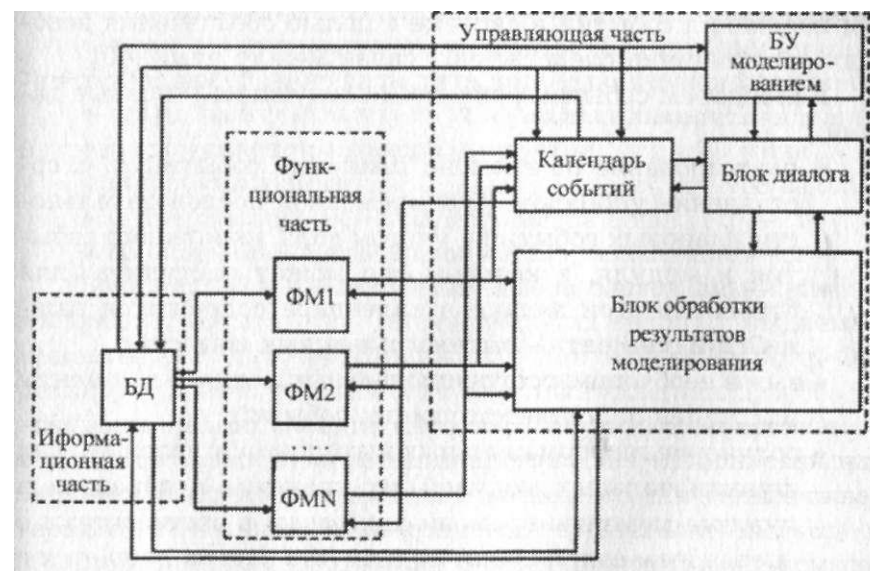 Управляющая часть
БУ
моделиро-
ванием
Функ-
циональная
часть
Календарь
событий
Блок диалога
ФМ1
Блок обработки
результатов
моделирования
БД
ФМ2
Иформа-
ционная
часть
ФМN